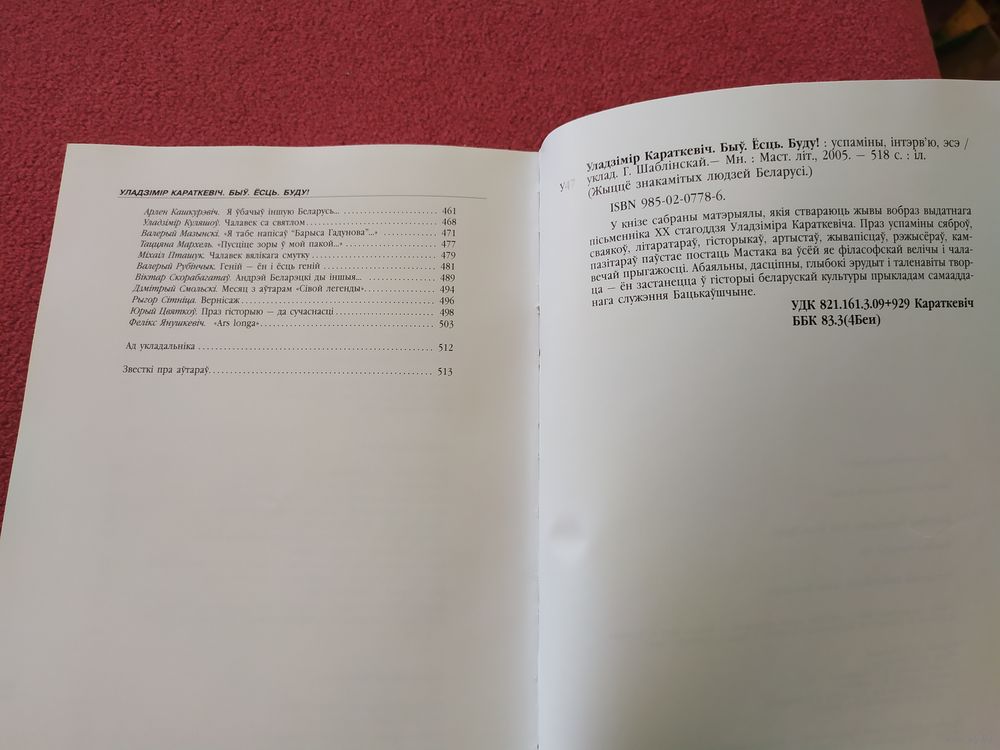 УЛАДЗІМІР КАРАТКЕВІЧ. БЫЎ. ЁСЦЬ. БУДУ!
Арлен Кашкурэвіч. Я ўбачыў іншую Беларусь... 461
Уладзімір Куляшоў. Чалавек са святлом 468
Валерый Мазынскі. «Я табе напісаў "Барыса Гадунова"...» 471
Таццяна Мархель. «Пусціце зоры ў мой пакой...» 477
Міхаіл Пташук. Чалавек вялікага смутку 479
Валерый Рубінчык. Геній — ён і ёсць геній 481
Віктар Скорабагатаў. Андрэй Беларэцкі ды іншыя... 489
Дзмітрый Смольскі. Месяц з аўтарам «Сівой легенды» 494
Рыгор Сітніца. Вернісаж 496
Юрый Цвяткоў. Праз гісторыю — да сучаснасці 498
Фелікс Янушкевіч. «Ars longa» 503
Ад укладальніка 512
Звесткі пра аўтараў 513
Уладзімір Караткевіч. Быў. Ёсць. Буду! : успаміны, інтэрв'ю, эсэ /
У47 уклад. Г. Шаблінскай.— Мн. : Маст. літ., 2005. — 518 с. : іл.
(Жыццё знакамітых людзей Беларусі.)
ISBN 985-02-0778-6.
У кнізе сабраны матэрыялы, якія ствараюць жывы вобраз выдатнага
пісьменніка ХХ стагоддзя Уладзіміра Караткевіча. Праз успаміны сяброў,
сваякоў, літаратараў, гісторыкаў, артыстаў, жывапісцаў, рэжысёраў, кам-
пазітараў паўстае постаць Мастака ва ўсёй яе філасофскай велічы і чала-
вечай прыгажосці. Абаяльны, дасціпны, глыбокі эрудыт і таленавіты твор-
ца — ён застанецца ў гісторыі беларускай культуры прыкладам самаадда-
нага служэння Бацькаўшчыне.
УДК 821.161.3.09+929 Караткевіч
ББК 83.3(4Беи)